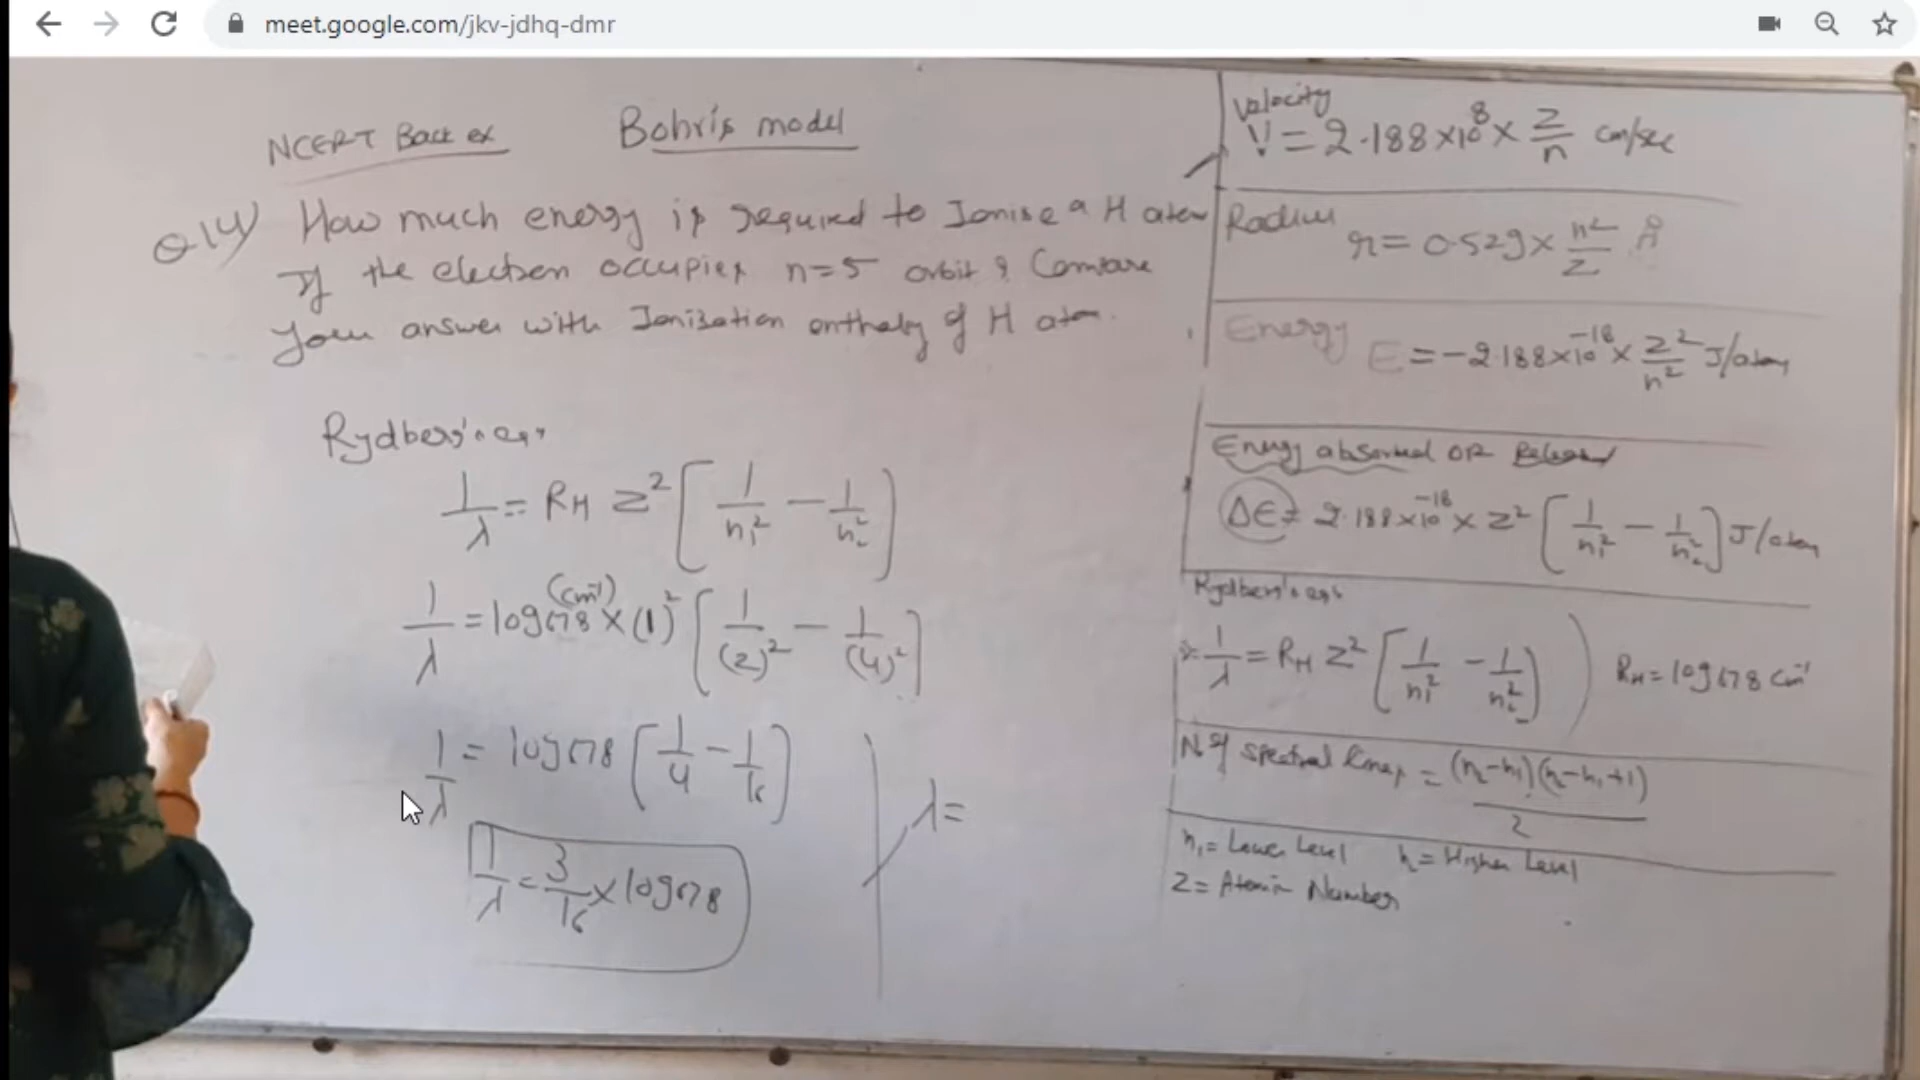 meet.google.com/jkv-jdhq-dmr
NCERT Back ex
Bohr's model
Q14) How much energy is required to Ionise a H atom
If the electron occupies n=5 orbit? Compare
your answer with Ionization enthalpy of H atom.
Rydberg's eqn
1/λ = RH Z² [1/n₁² − 1/n₂²]
1/λ = 109678 (cm⁻¹) × (1)² [1/(2)² − 1/(4)²]
1/λ = 109678 [1/4 − 1/16]
1/λ = 3/16 × 109678
λ =
Velocity
V = 2.188×10⁸ × Z/n cm/sec
Radius
r = 0.529 × n²/Z Å
Energy
E = −2.188×10⁻¹⁸ × Z²/n² J/atom
Energy absorbed OR Released
ΔE = 2.188×10⁻¹⁸ × Z² [1/n₁² − 1/n₂²] J/atom
Rydberg's eqn
1/λ = RH Z² [1/n₁² − 1/n₂²] RH = 109678 cm⁻¹
N of spectral lines = (n₂−n₁)(n₂−n₁+1)/2
n₁ = Lower Level n₂ = Higher Level
Z = Atomic Number